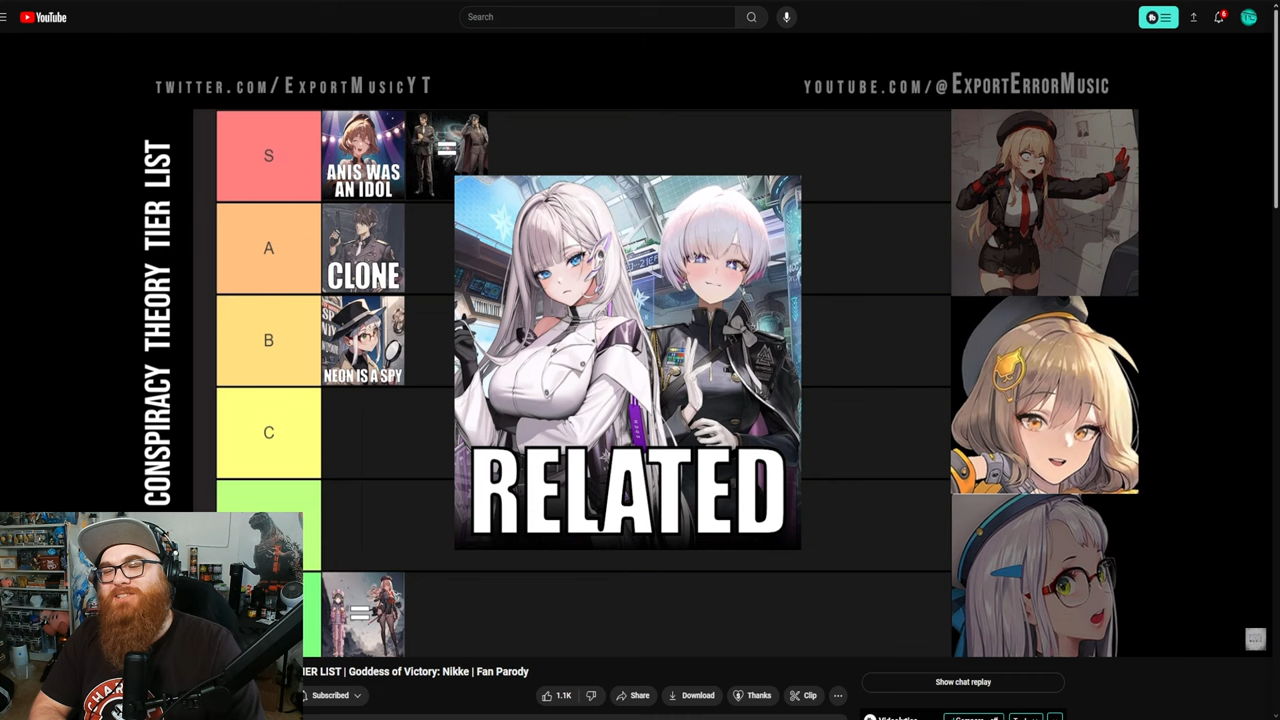 YouTube
Search
6
TWITTER.COM/EXPORTMUSICYT
YOUTUBE.COM/@EXPORTERRORMUSIC
CONSPIRACY THEORY TIER LIST
S
ANIS WAS
AN IDOL
=
A
CLONE
B
NEON IS A SPY
C
RELATED
=
IER LIST | Goddess of Victory: Nikke | Fan Parody
Subscribed
1.1K
Share
Download
Thanks
Clip
Show chat replay